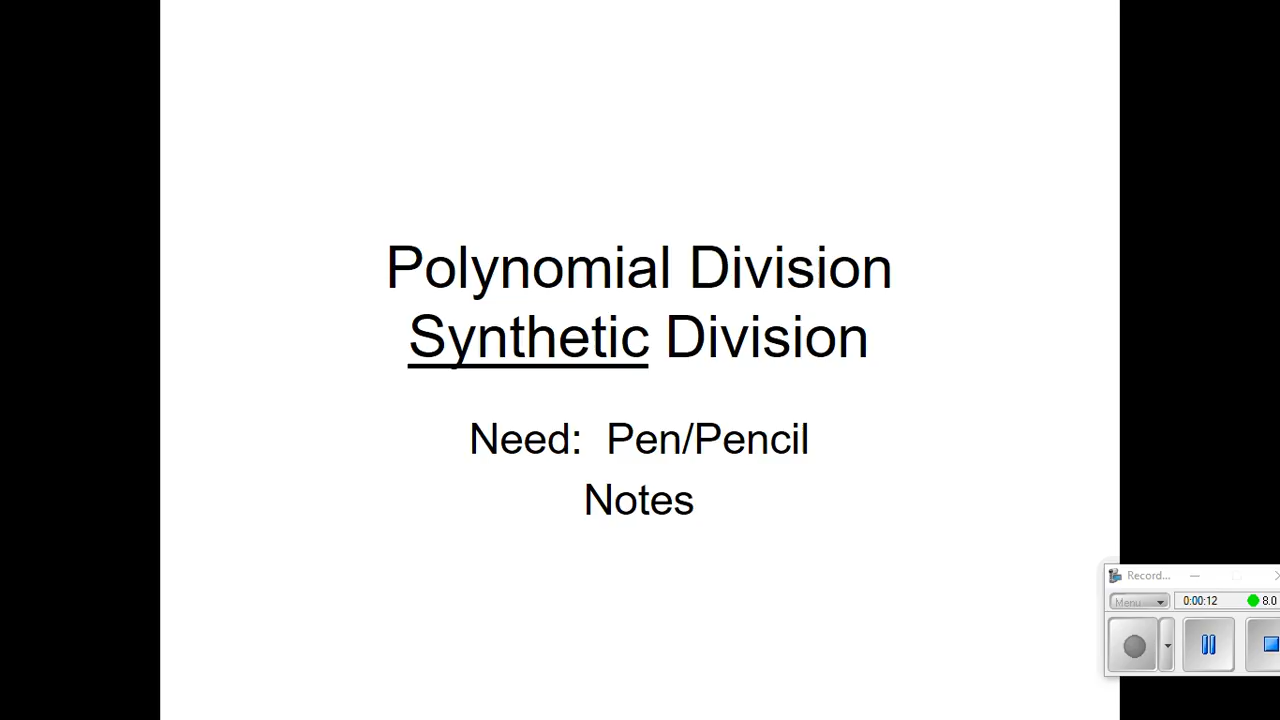 Polynomial Division
Synthetic Division
Need: Pen/Pencil
Notes
Record...
Menu
0:00:12
8.0